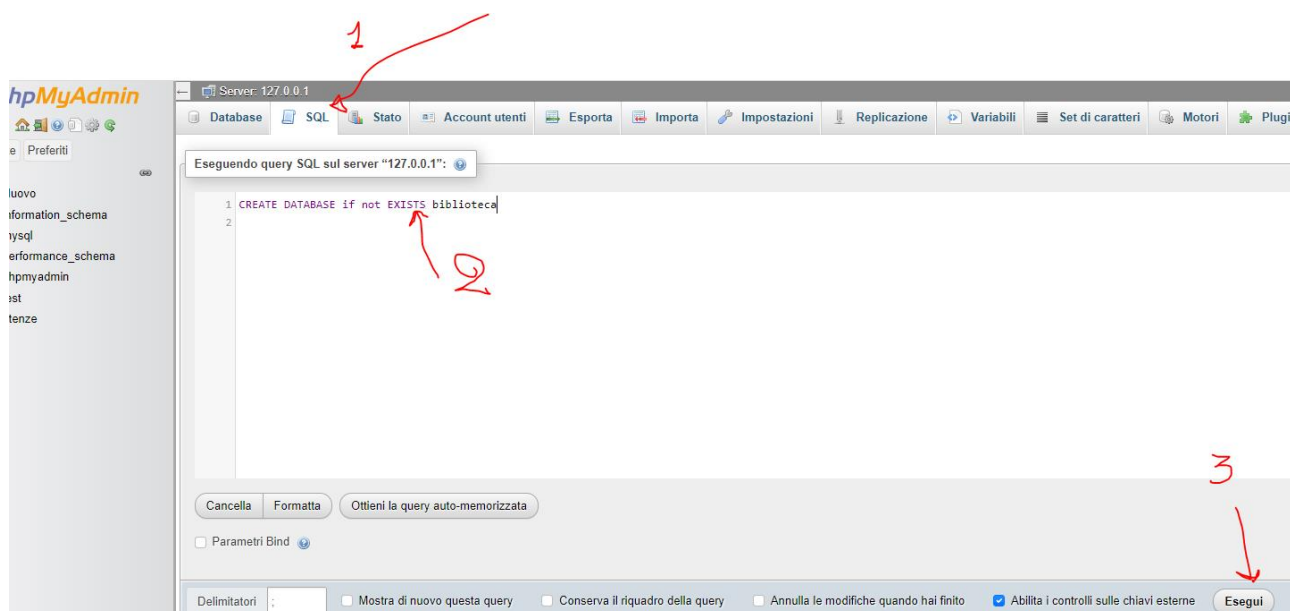 1
hpMyAdmin
Server: 127.0.0.1
Database SQL Stato Account utenti Esporta Importa Impostazioni Replicazione Variabili Set di caratteri Motori Plugi
e Preferiti
Eseguendo query SQL sul server “127.0.0.1”:
luovo
nformation_schema
nysql
erformance_schema
hpmyadmin
est
tenze
1 CREATE DATABASE if not EXISTS biblioteca
2
2
3
Cancella Formatta Ottieni la query auto-memorizzata
Parametri Bind
Delimitatori ; Mostra di nuovo questa query Conserva il riquadro della query Annulla le modifiche quando hai finito Abilita i controlli sulle chiavi esterne Esegui